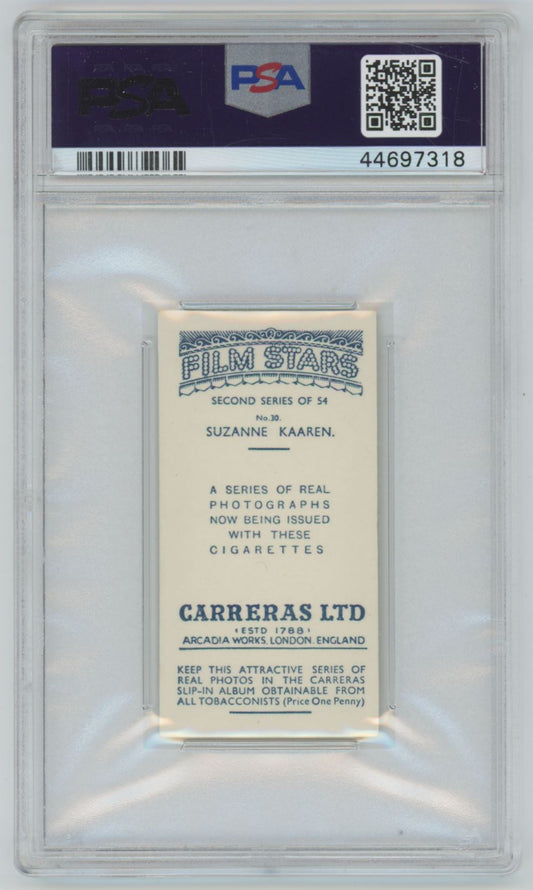 PSA
PSA
44697318
FILM STARS
SECOND SERIES OF 54
No.30.
SUZANNE KAAREN.
A SERIES OF REAL
PHOTOGRAPHS
NOW BEING ISSUED
WITH THESE
CIGARETTES
CARRERAS LTD
ESTD 1788
ARCADIA WORKS, LONDON, ENGLAND
KEEP THIS ATTRACTIVE SERIES OF
REAL PHOTOS IN THE CARRERAS
SLIP-IN ALBUM OBTAINABLE FROM
ALL TOBACCONISTS (Price One Penny)